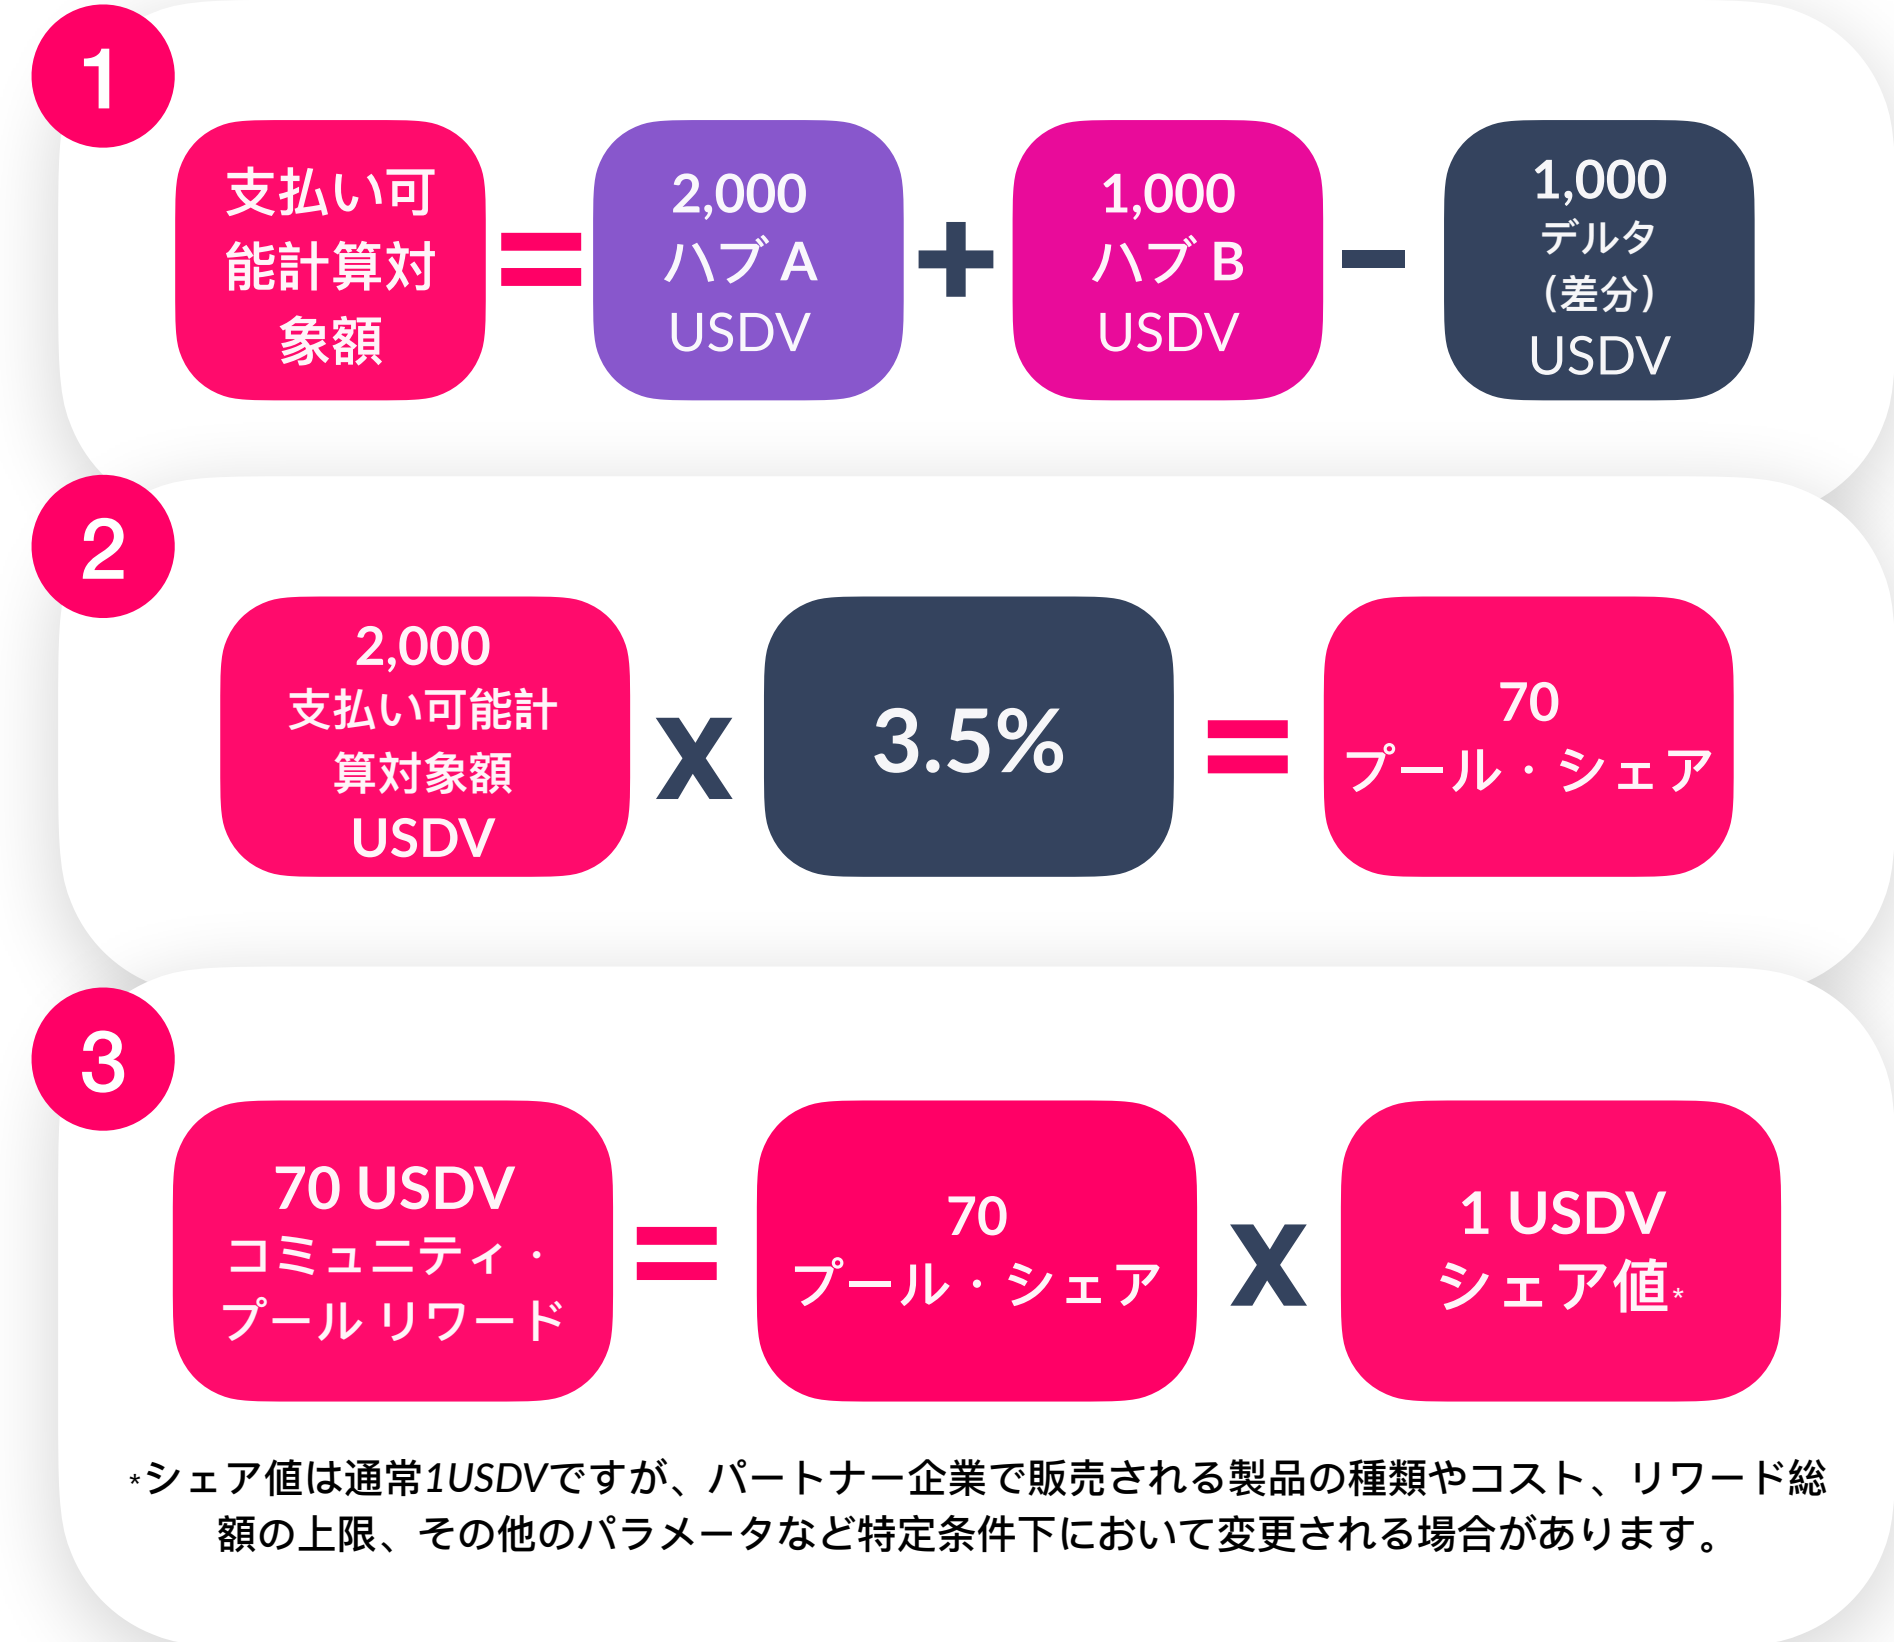 1
支払い可
能計算対
象額
=
2,000
ハブ A
USDV
+
1,000
ハブ B
USDV
−
1,000
デルタ
(差分)
USDV
2
2,000
支払い可能計
算対象額
USDV
x
3.5%
=
70
プール・シェア
3
70 USDV
コミュニティ・
プール リワード
=
70
プール・シェア
x
1 USDV
シェア値*
*シェア値は通常1USDVですが、パートナー企業で販売される製品の種類やコスト、リワード総
額の上限、その他のパラメータなど特定条件下において変更される場合があります。